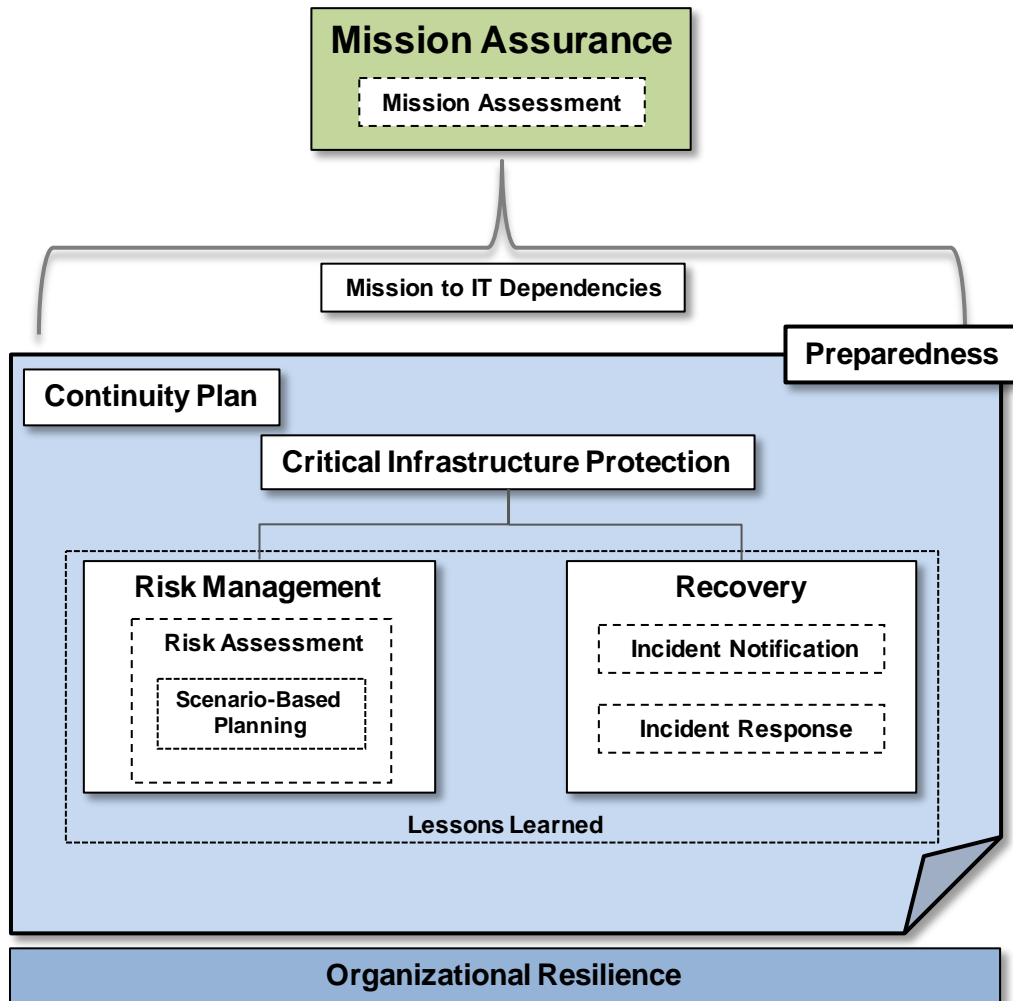 Mission Assurance
Mission Assessment
Mission to IT Dependencies
Preparedness
Continuity Plan
Critical Infrastructure Protection
Risk Management
Risk Assessment
Scenario-Based
Planning
Recovery
Incident Notification
Incident Response
Lessons Learned
Organizational Resilience